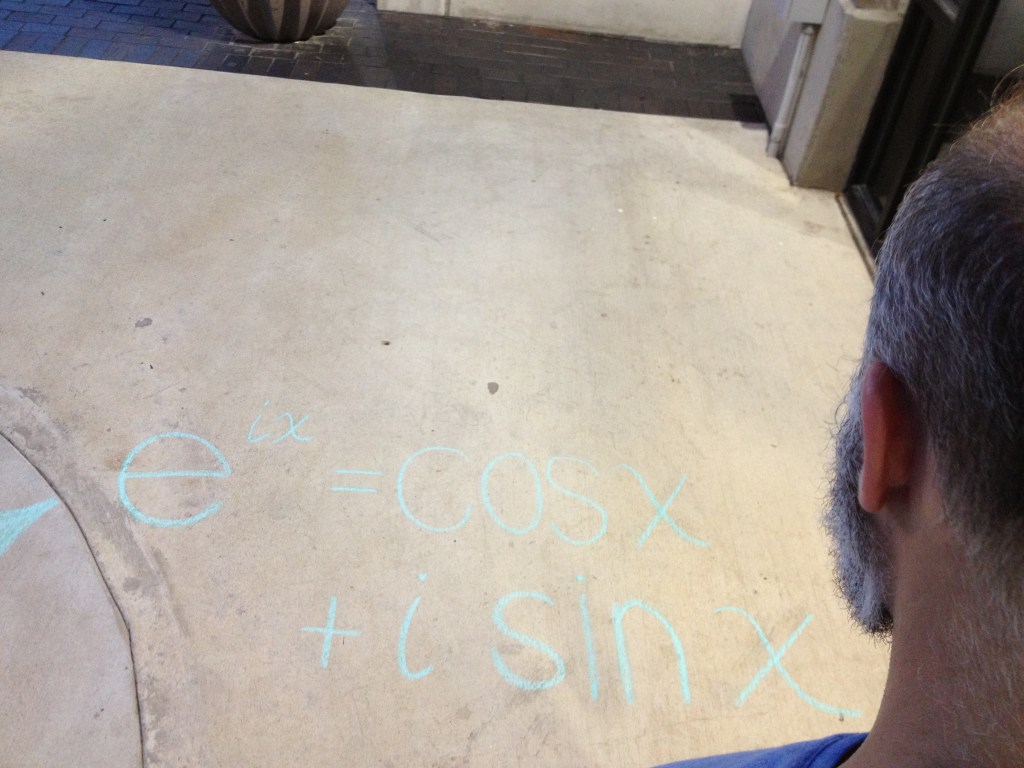 e^ix = cos x
+ i sin x